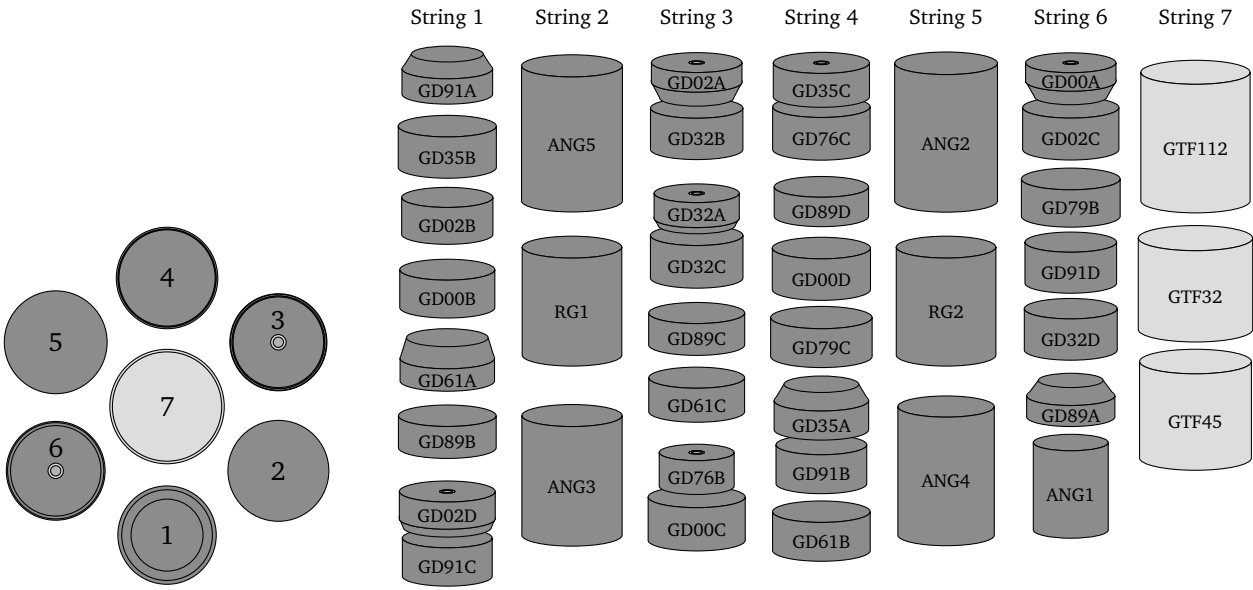 String 1
String 2
String 3
String 4
String 5
String 6
String 7
GD91A
GD35B
GD02B
GD00B
GD61A
GD89B
GD02D
GD91C
ANG5
RG1
ANG3
GD02A
GD32B
GD32A
GD32C
GD89C
GD61C
GD76B
GD00C
GD35C
GD76C
GD89D
GD00D
GD79C
GD35A
GD91B
GD61B
ANG2
RG2
ANG4
GD00A
GD02C
GD79B
GD91D
GD32D
GD89A
ANG1
GTF112
GTF32
GTF45
4
5
3
7
6
2
1